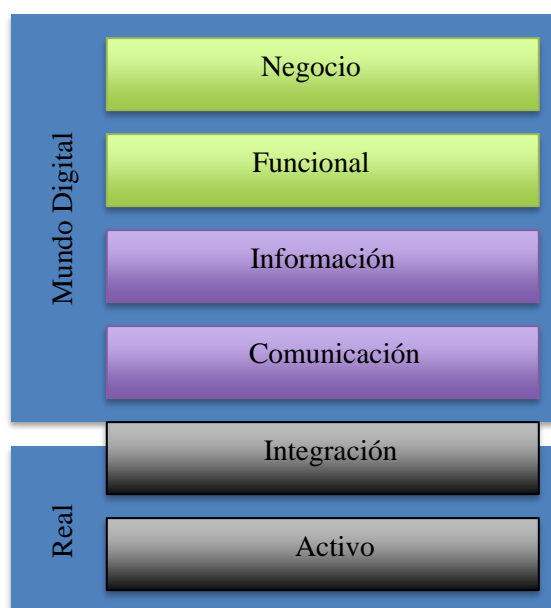 Mundo Digital
Negocio
Funcional
Información
Comunicación
Integración
Real
Activo